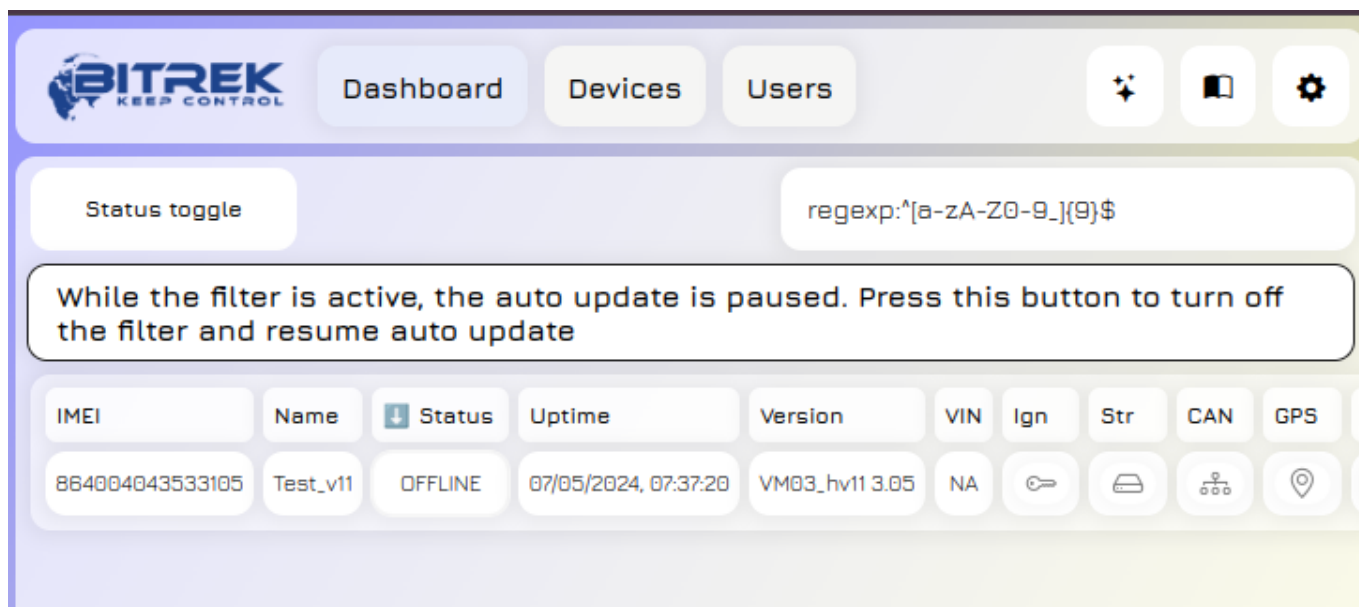 BITREK
KEEP CONTROL
Dashboard
Devices
Users
Status toggle
regexp:^[a-zA-Z0-9_]{9}$
While the filter is active, the auto update is paused. Press this button to turn off
the filter and resume auto update
IMEI Name ⬇️ Status Uptime Version VIN Ign Str CAN GPS
864004043533105 Test_v11 OFFLINE 07/05/2024, 07:37:20 VM03_hv11 3.05 NA